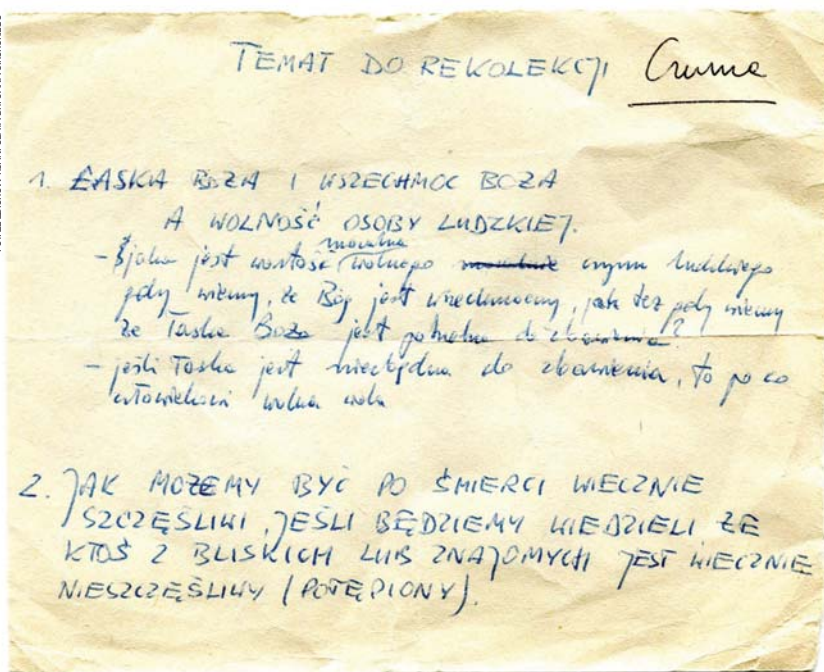 TEMAT DO REKOLEKCJI Czuma
1. ŁASKA BOŻA I WSZECHMOC BOŻA
A WOLNOŚĆ OSOBY LUDZKIEJ.
moralna
- jaka jest wartość wolnego czynu ludzkiego
gdy wiemy, że Bóg jest wszechmocny, jak też gdy wiemy
że łaska Boża jest potrzebna do zbawienia?
- jeśli łaska jest niezbędna do zbawienia, to po co
człowiekowi wolna wola
2. JAK MOŻEMY BYĆ PO ŚMIERCI WIECZNIE
SZCZĘŚLIWI, JEŚLI BĘDZIEMY WIEDZIELI ŻE
KTOŚ Z BLISKICH LUB ZNAJOMYCH JEST WIECZNIE
NIESZCZĘŚLIWY (POTĘPIONY).